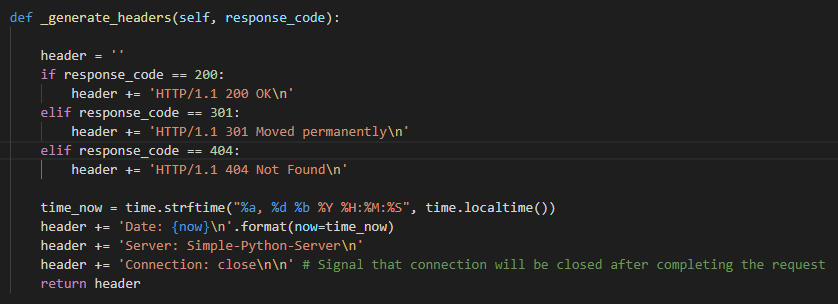 def _generate_headers(self, response_code):
header = ''
if response_code == 200:
header += 'HTTP/1.1 200 OK\n'
elif response_code == 301:
header += 'HTTP/1.1 301 Moved permanently\n'
elif response_code == 404:
header += 'HTTP/1.1 404 Not Found\n'
time_now = time.strftime("%a, %d %b %Y %H:%M:%S", time.localtime())
header += 'Date: {now}\n'.format(now=time_now)
header += 'Server: Simple-Python-Server\n'
header += 'Connection: close\n\n' # Signal that connection will be closed after completing the request
return header